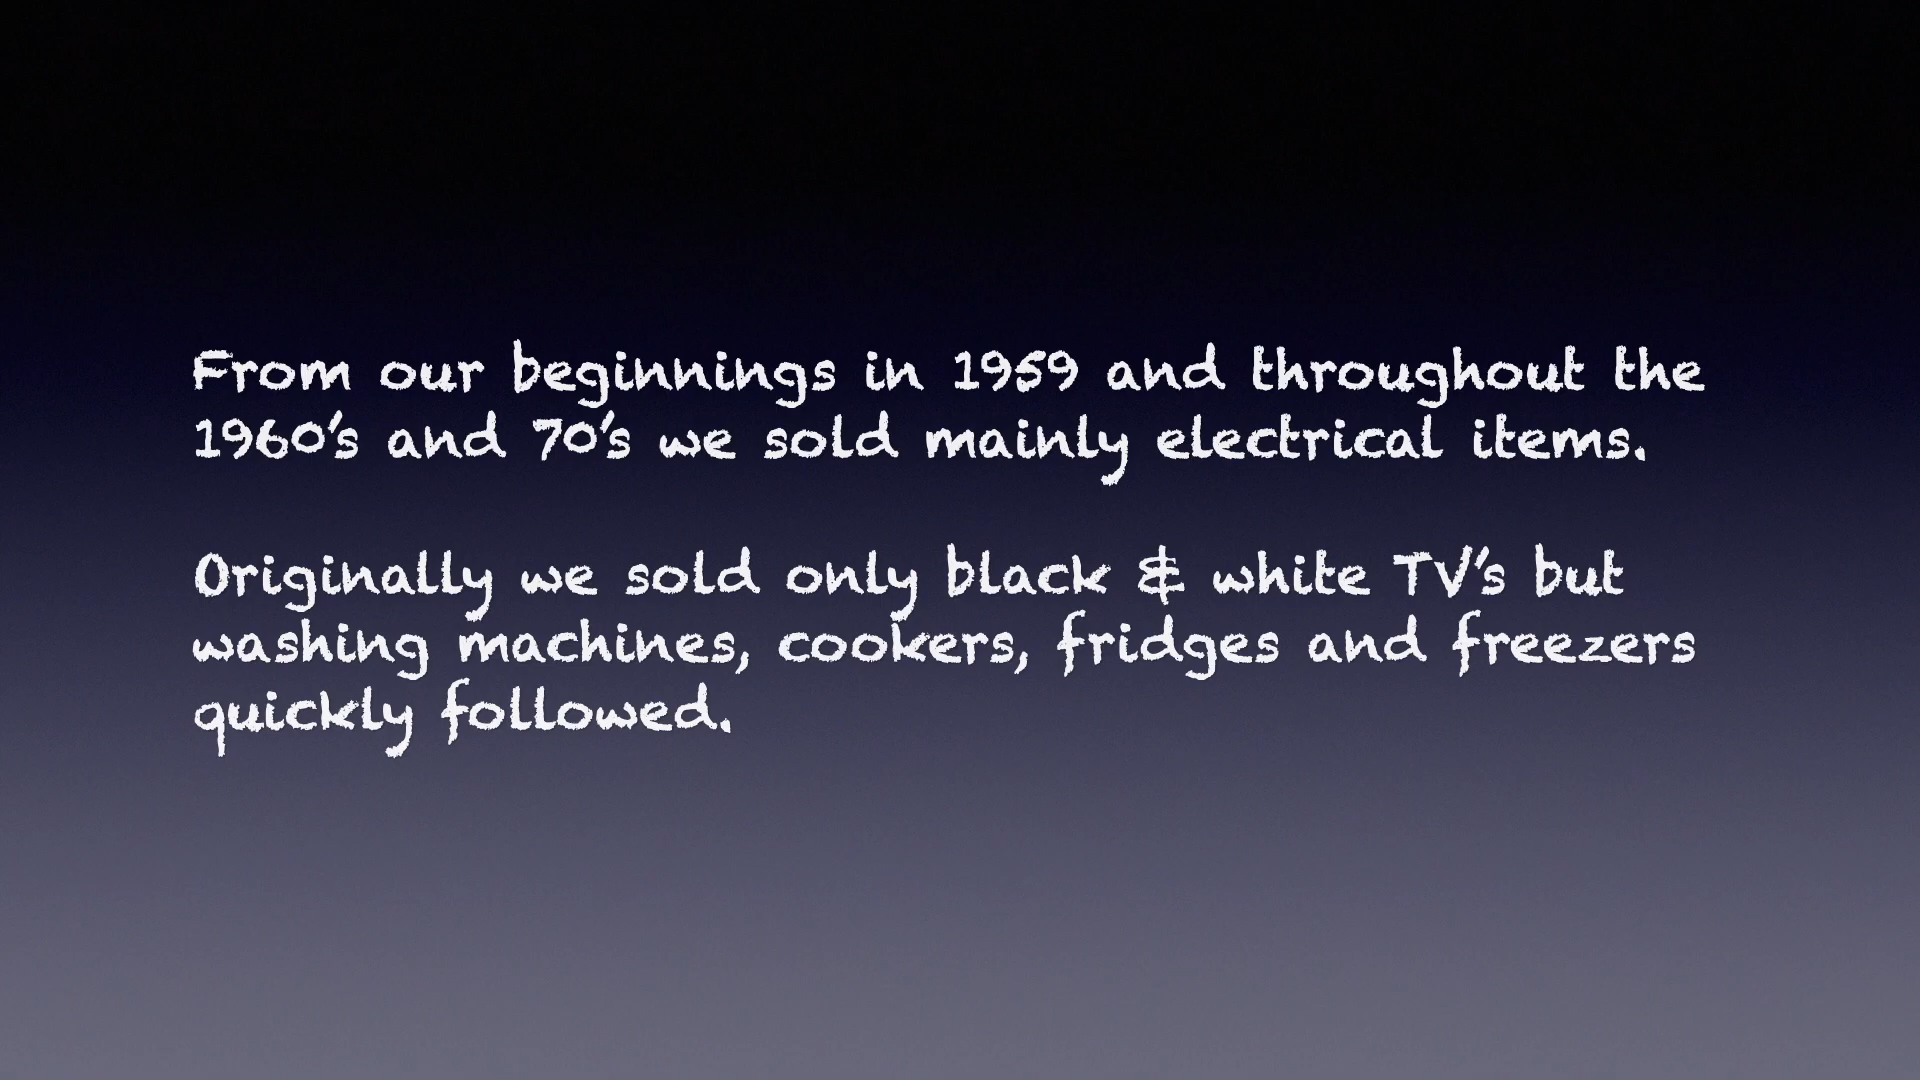 From our beginnings in 1959 and throughout the
1960's and 70's we sold mainly electrical items.
Originally we sold only black & white TV's but
washing machines, cookers, fridges and freezers
quickly followed.